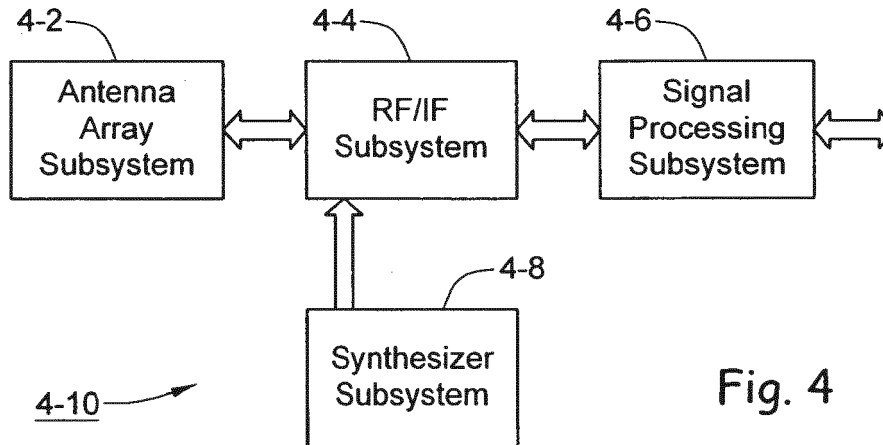 4-2
4-4
4-6
Antenna
Array
Subsystem
RF/IF
Subsystem
Signal
Processing
Subsystem
4-8
Synthesizer
Subsystem
4-10
Fig. 4